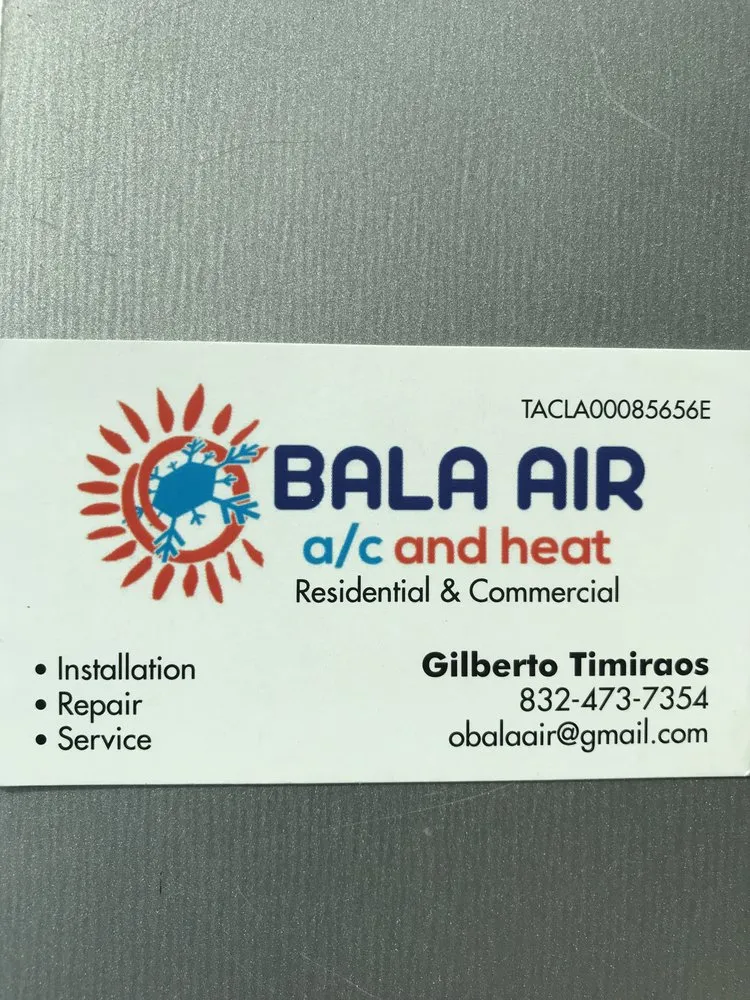 TACLA00085656E
BALA AIR
a/c and heat
Residential & Commercial
• Installation
• Repair
• Service
Gilberto Timiraos
832-473-7354
obalaair@gmail.com